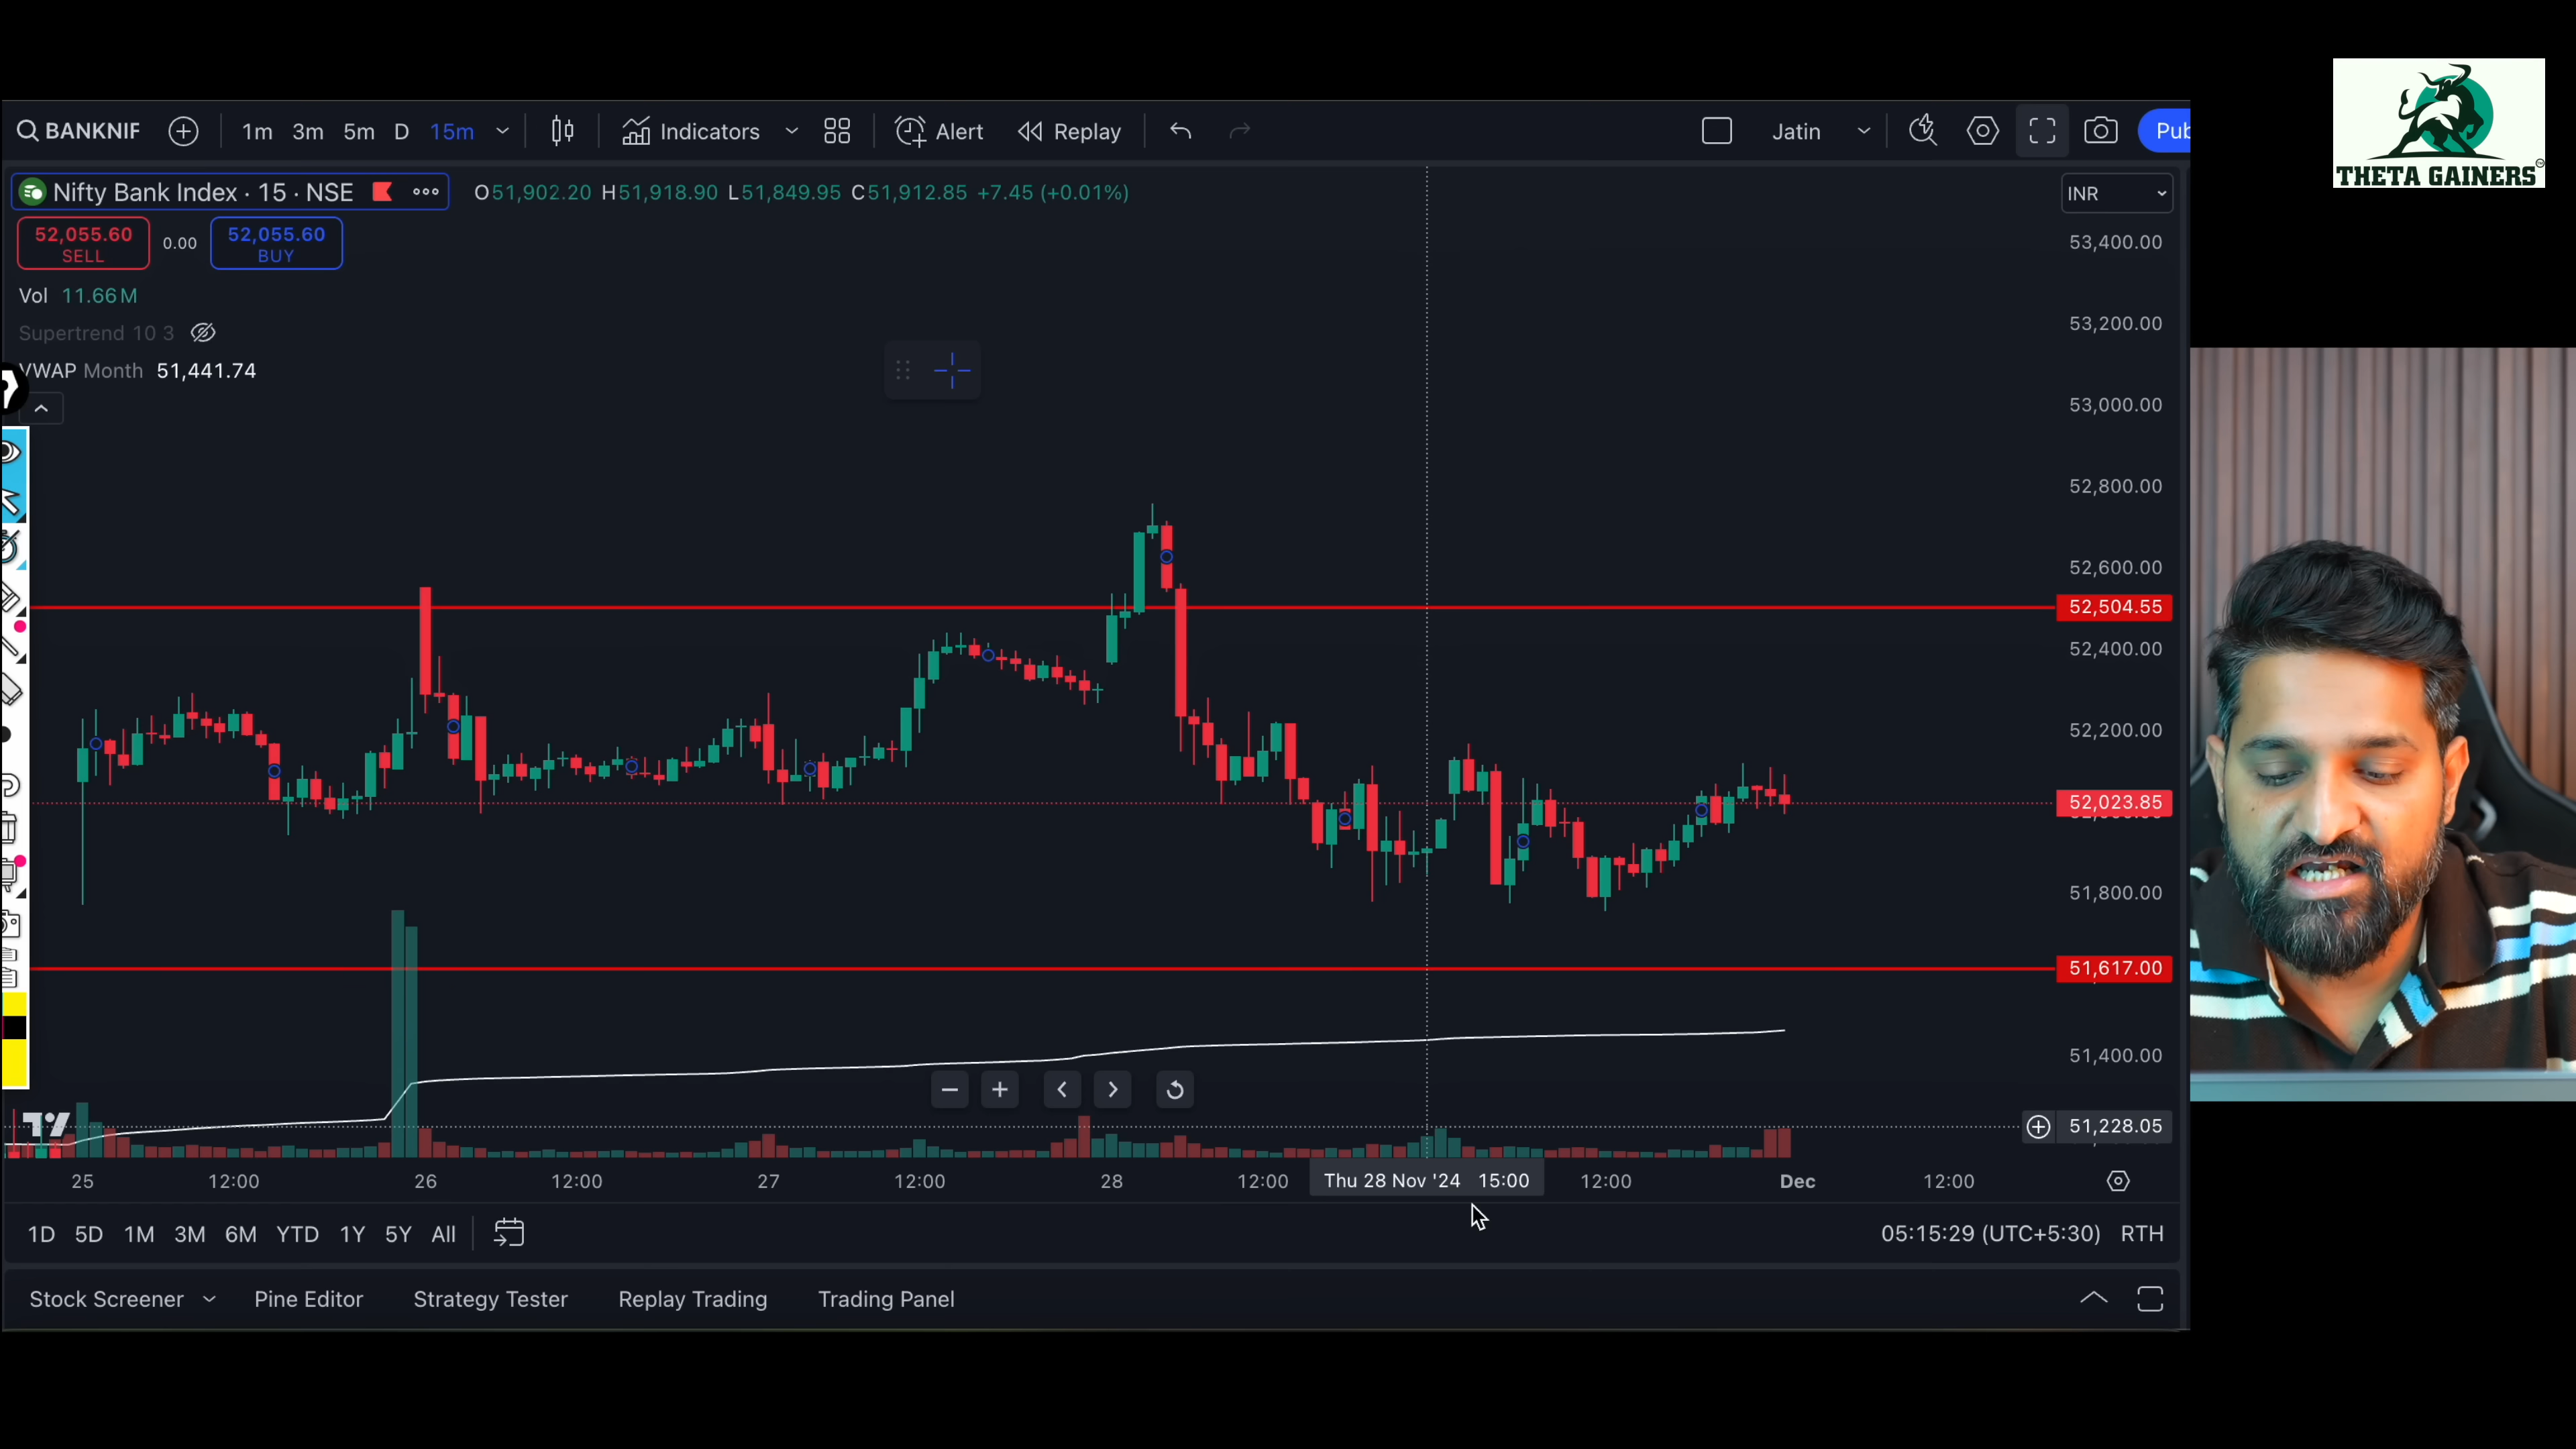 BANKNIF 1m 3m 5m D 15m Indicators Alert Replay Jatin Pub
THETA GAINERS
Nifty Bank Index · 15 · NSE O51,902.20 H51,918.90 L51,849.95 C51,912.85 +7.45 (+0.01%) INR
52,055.60 0.00 52,055.60
SELL BUY
Vol 11.66M
Supertrend 10 3
VWAP Month 51,441.74
53,400.00
53,200.00
53,000.00
52,800.00
52,600.00
52,504.55
52,400.00
52,200.00
52,023.85
51,800.00
51,617.00
51,400.00
51,228.05
25 12:00 26 12:00 27 12:00 28 12:00 Thu 28 Nov '24 15:00 12:00 Dec 12:00
1D 5D 1M 3M 6M YTD 1Y 5Y All 05:15:29 (UTC+5:30) RTH
Stock Screener Pine Editor Strategy Tester Replay Trading Trading Panel